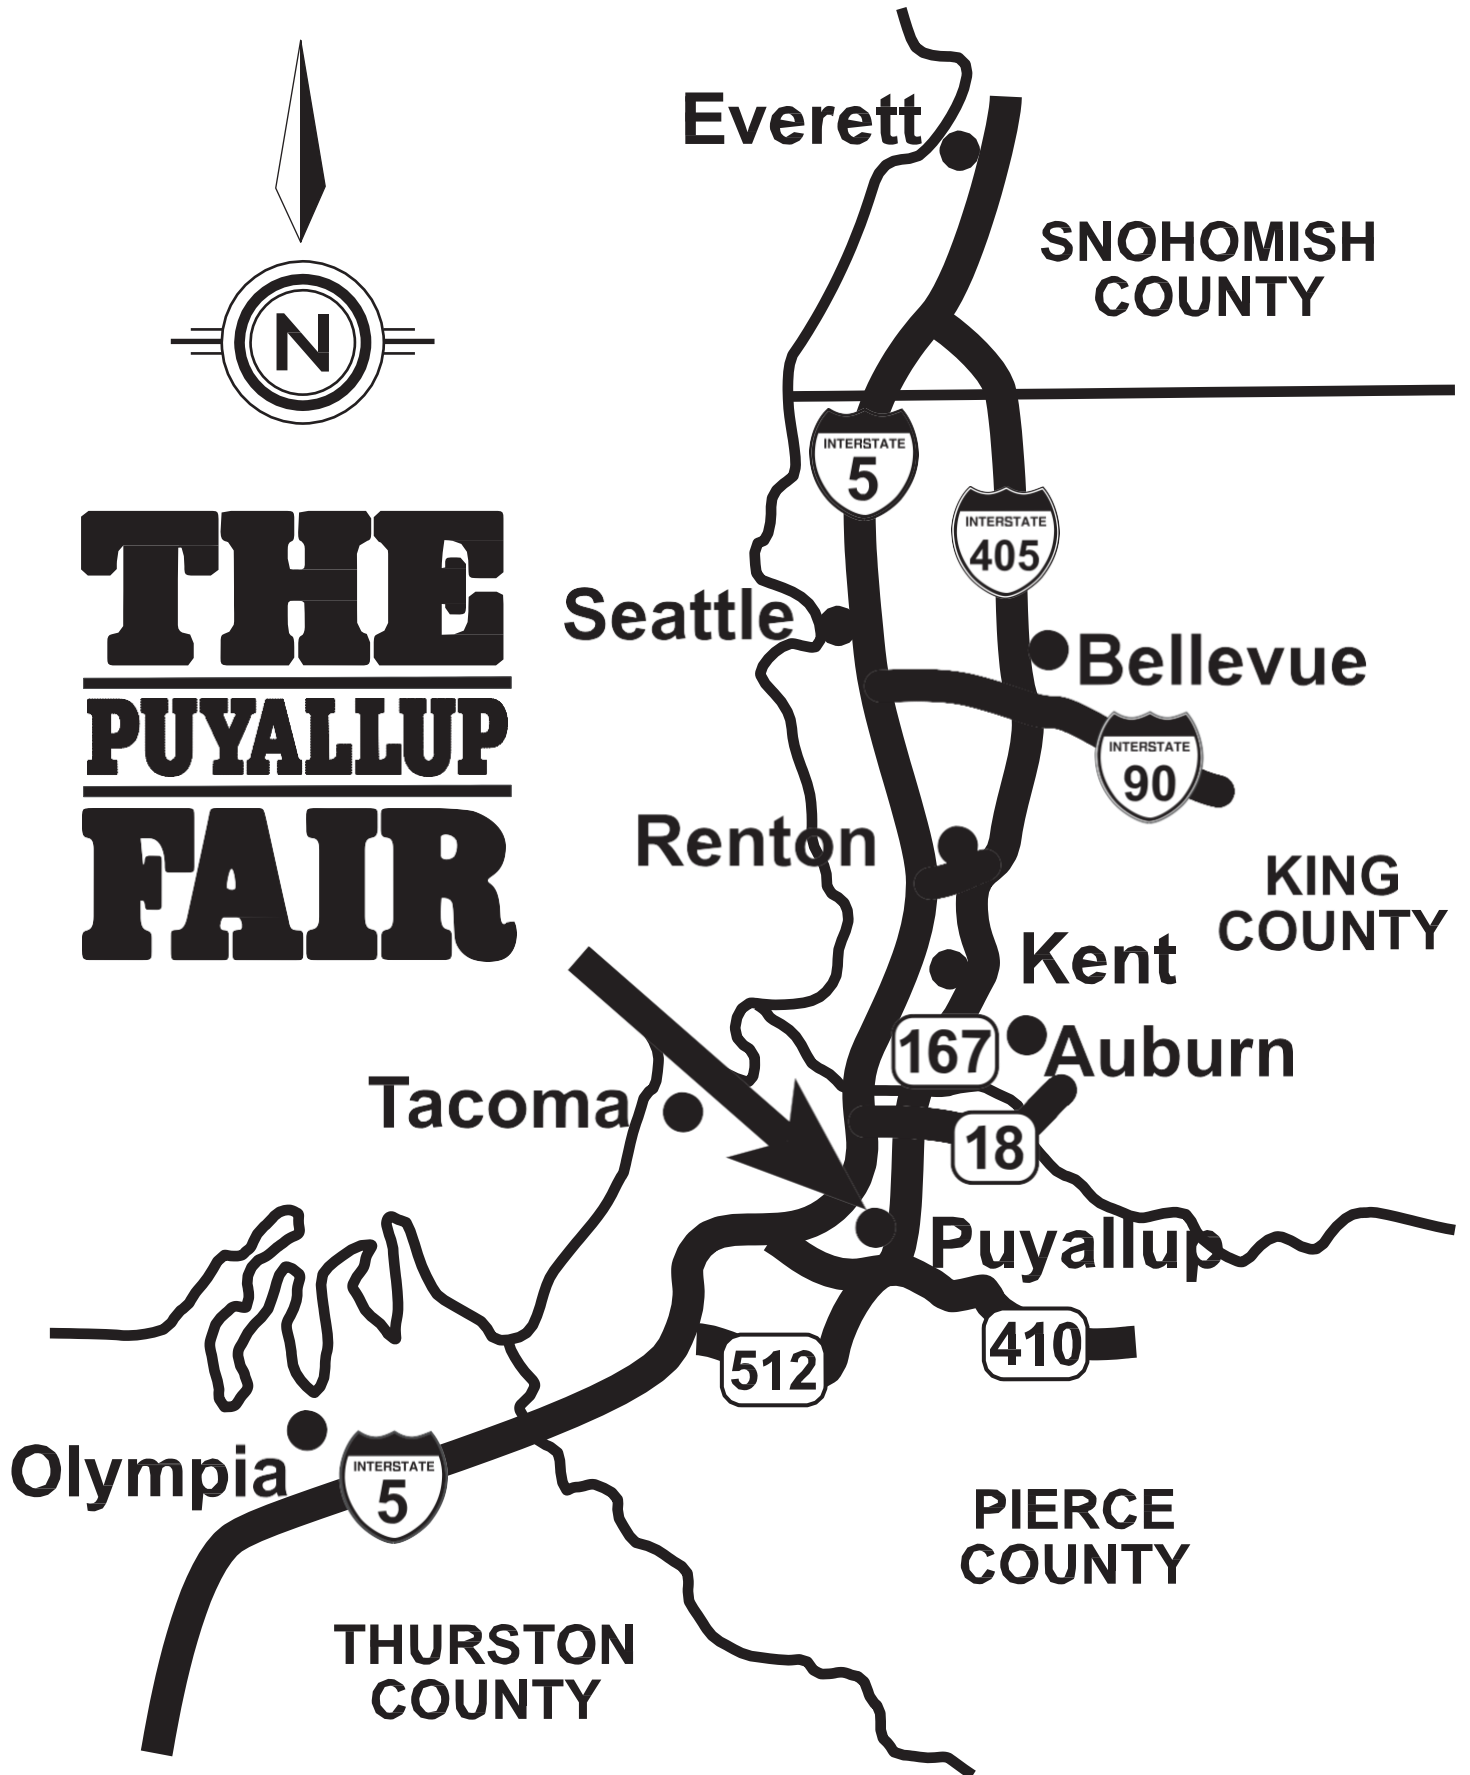 Everett
N
SNOHOMISH
COUNTY
INTERSTATE
5
INTERSTATE
405
THE
PUYALLUP
FAIR
Seattle
Bellevue
INTERSTATE
90
Renton
KING
COUNTY
Kent
167
Auburn
Tacoma
18
Puyallup
410
512
Olympia
INTERSTATE
5
PIERCE
COUNTY
THURSTON
COUNTY